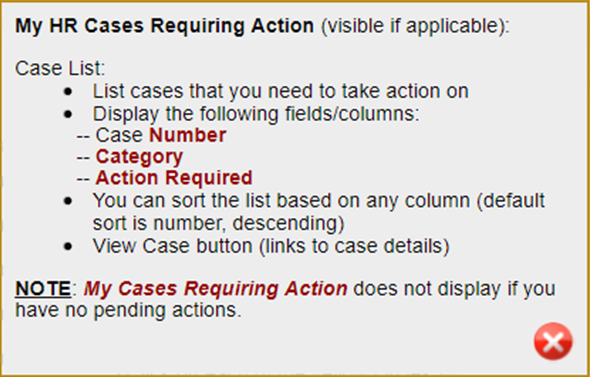 My HR Cases Requiring Action (visible if applicable):
Case List:
• List cases that you need to take action on
• Display the following fields/columns:
-- Case Number
-- Category
-- Action Required
• You can sort the list based on any column (default
sort is number, descending)
• View Case button (links to case details)
NOTE: My Cases Requiring Action does not display if you
have no pending actions.